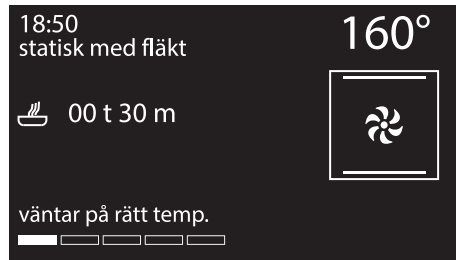 18:50
160°
statisk med fläkt
00 t 30 m
väntar på rätt temp.